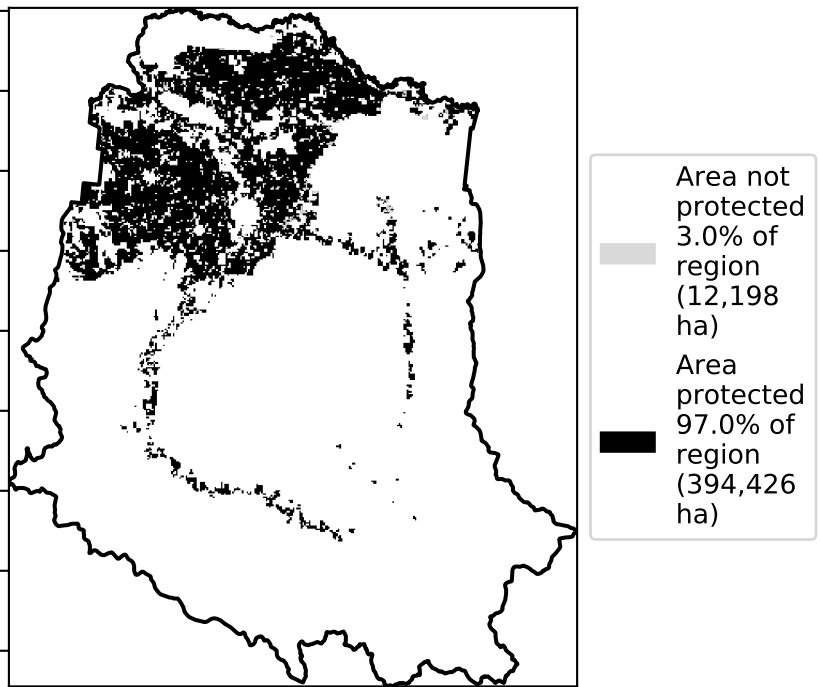 Area not
protected
3.0% of
region
(12,198
ha)
Area
protected
97.0% of
region
(394,426
ha)